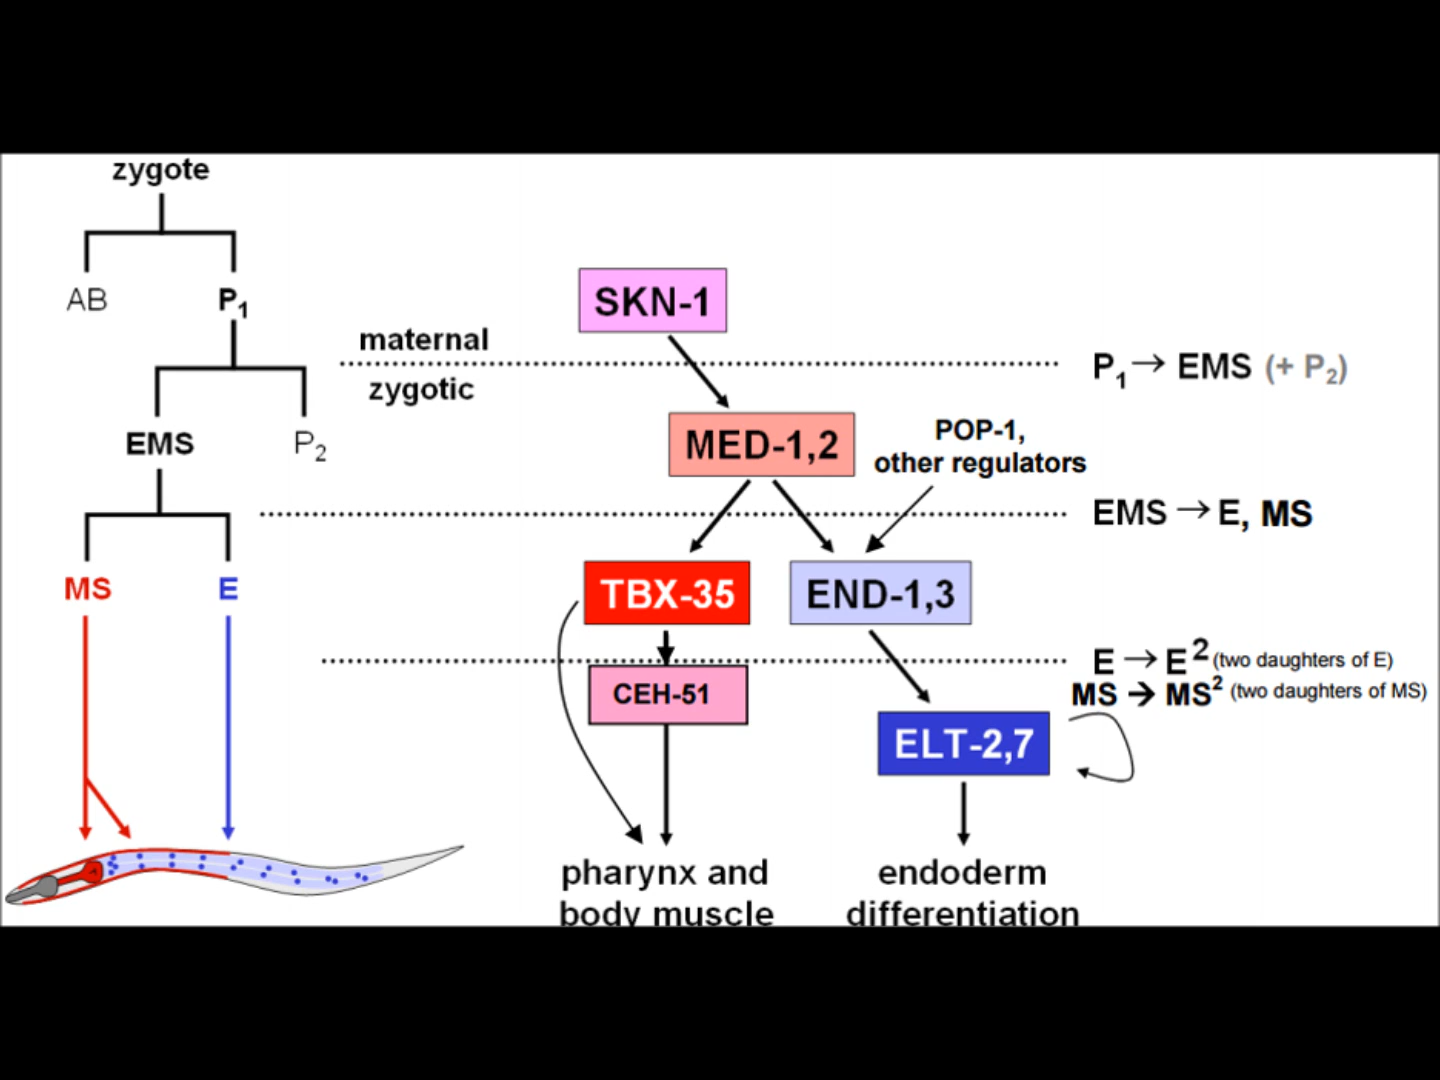 zygote
AB
P1
SKN-1
maternal
zygotic
P1 → EMS (+ P2)
EMS
P2
MED-1,2
POP-1,
other regulators
EMS → E, MS
MS
E
TBX-35
END-1,3
E → E2 (two daughters of E)
MS → MS2 (two daughters of MS)
CEH-51
ELT-2,7
pharynx and
body muscle
endoderm
differentiation